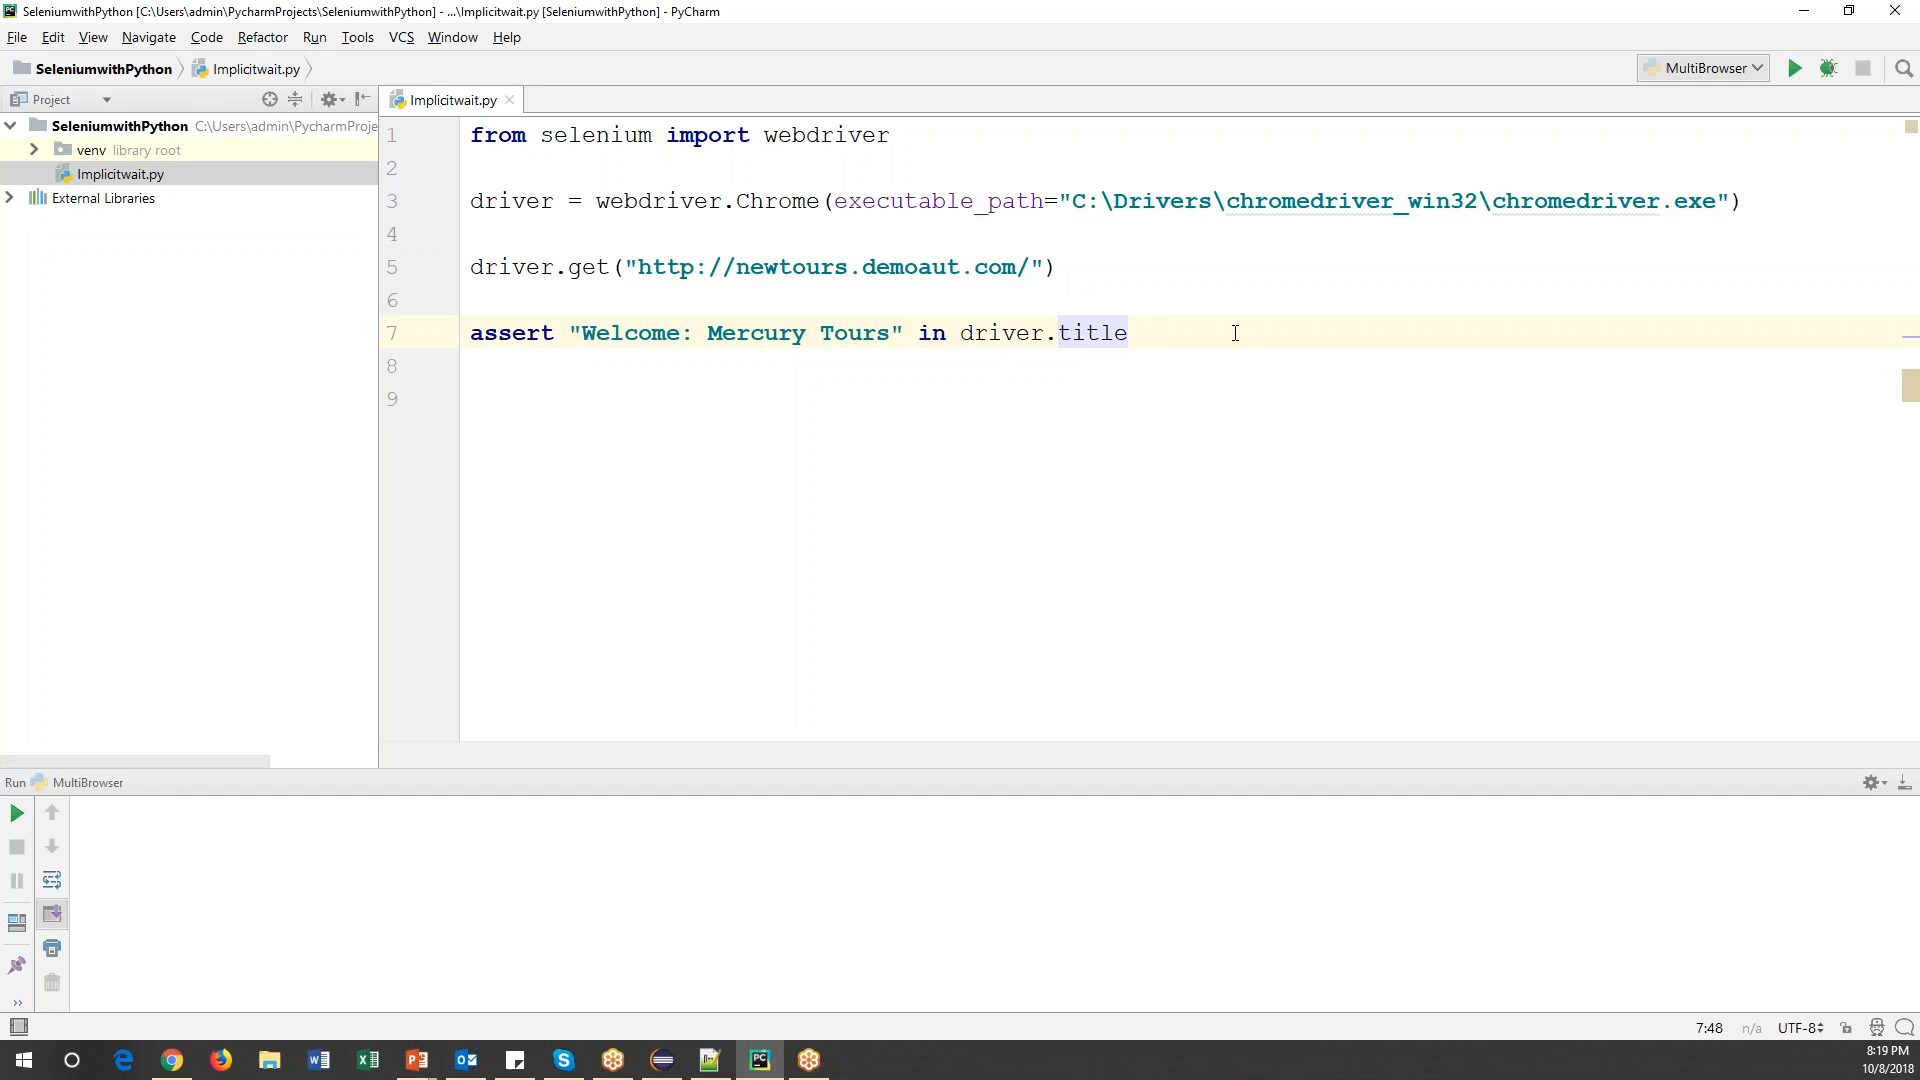 SeleniumwithPython [C:\Users\admin\PycharmProjects\SeleniumwithPython] - ...\Implicitwait.py [SeleniumwithPython] - PyCharm
File Edit View Navigate Code Refactor Run Tools VCS Window Help
SeleniumwithPython Implicitwait.py MultiBrowser
Project Implicitwait.py
SeleniumwithPython C:\Users\admin\PycharmProje
venv library root
Implicitwait.py
External Libraries
1 from selenium import webdriver
2
3 driver = webdriver.Chrome(executable_path="C:\Drivers\chromedriver_win32\chromedriver.exe")
4
5 driver.get("http://newtours.demoaut.com/")
6
7 assert "Welcome: Mercury Tours" in driver.title
8
9
Run MultiBrowser
7:48 n/a UTF-8
8:19 PM
10/8/2018